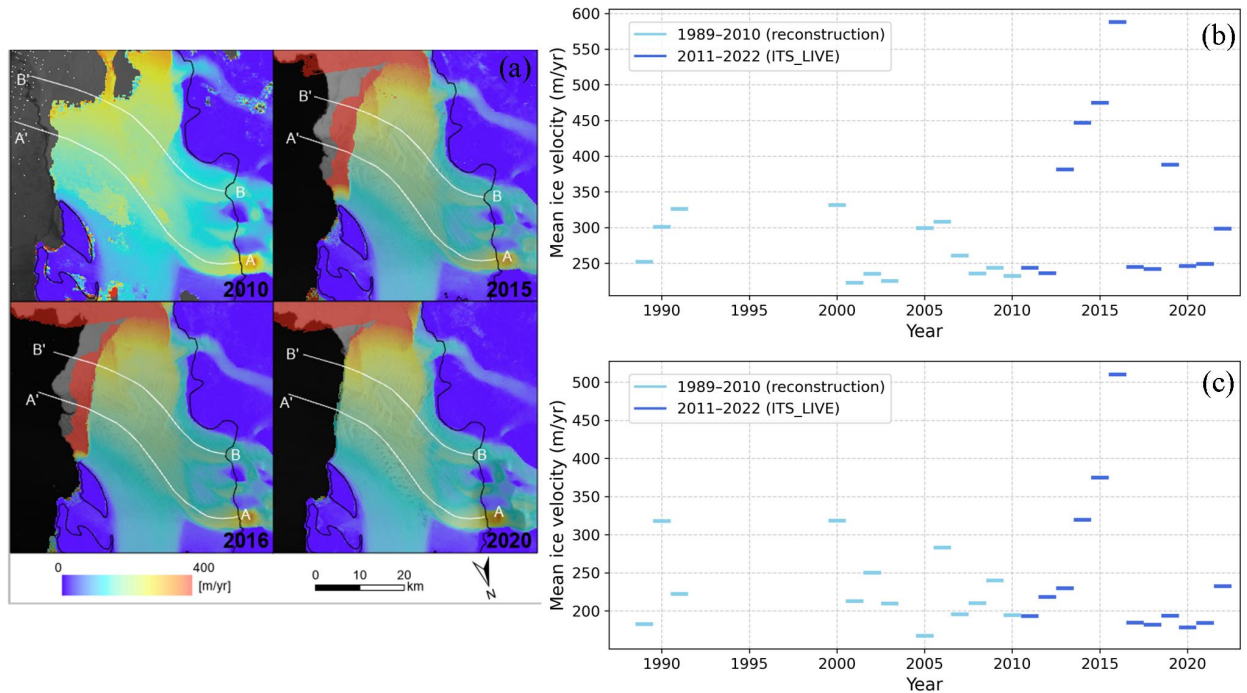 (a)
B'
A'
B
A
2010
B'
A'
B
A
2015
B'
A'
B
A
2016
B'
A'
B
A
2020
0 400
[m/yr]
0 10 20
km
N
(b)
1989–2010 (reconstruction)
2011–2022 (ITS_LIVE)
Mean ice velocity (m/yr)
600
550
500
450
400
350
300
250
1990 1995 2000 2005 2010 2015 2020
Year
(c)
1989–2010 (reconstruction)
2011–2022 (ITS_LIVE)
Mean ice velocity (m/yr)
500
450
400
350
300
250
200
1990 1995 2000 2005 2010 2015 2020
Year